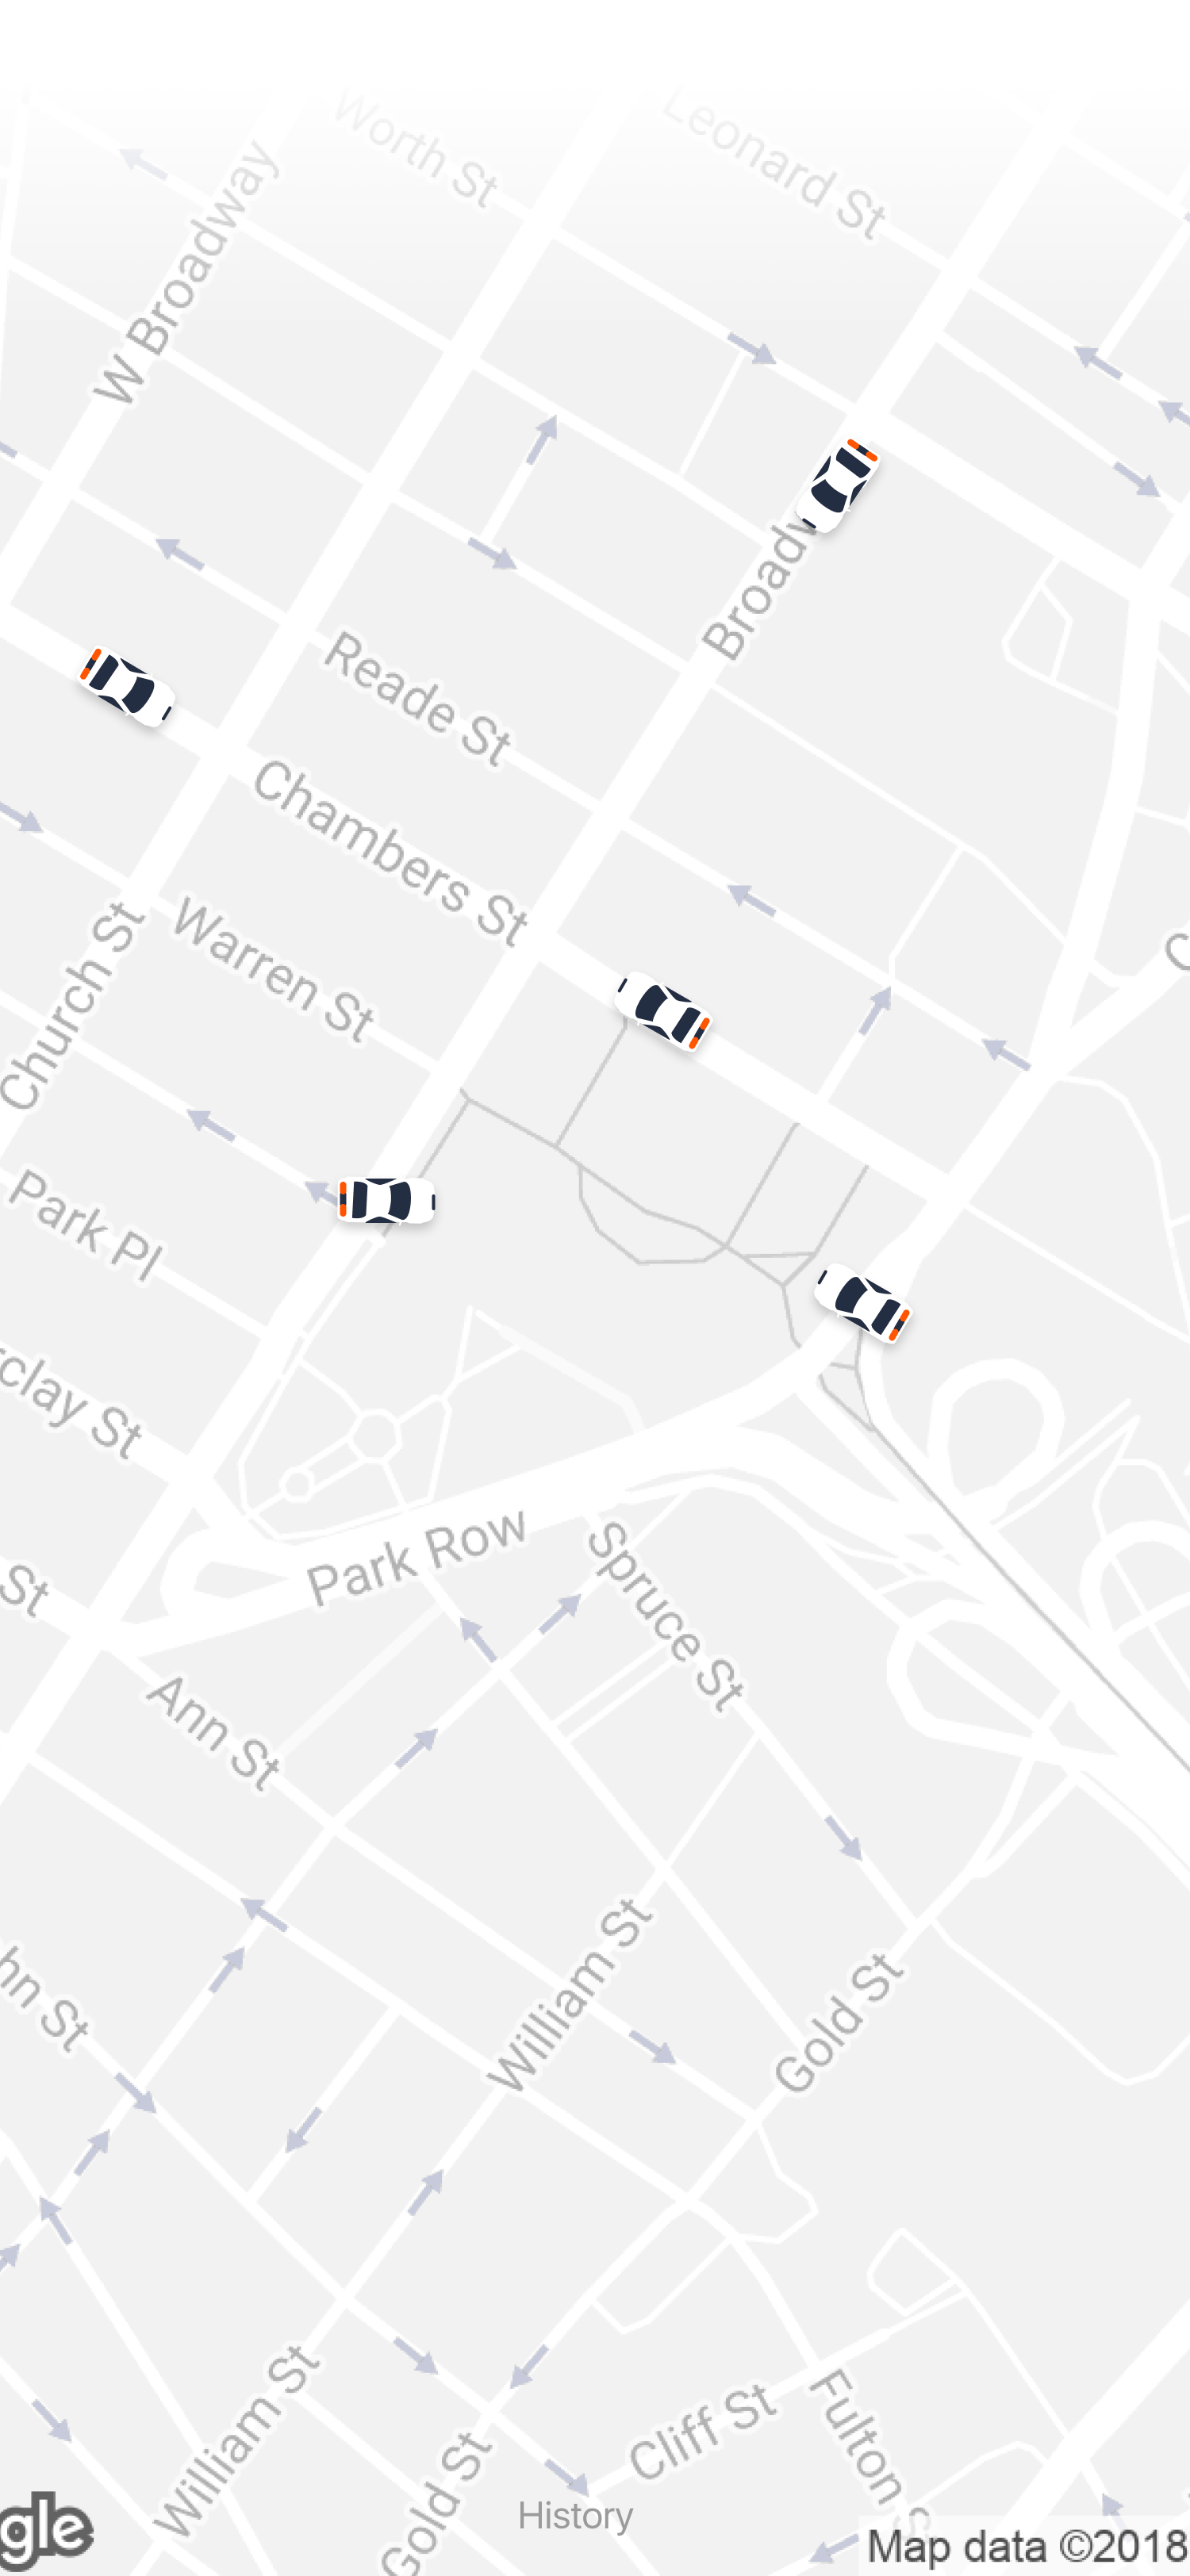 Worth St
Leonard St
W Broadway
Broadw
Reade St
Chambers St
Warren St
Church St
C
Park Pl
rclay St
Park Row
St
Spruce St
Ann St
William St
hn St
Gold St
William St
Cliff St
Fulton S
Gold St
History
gle
Map data ©2018